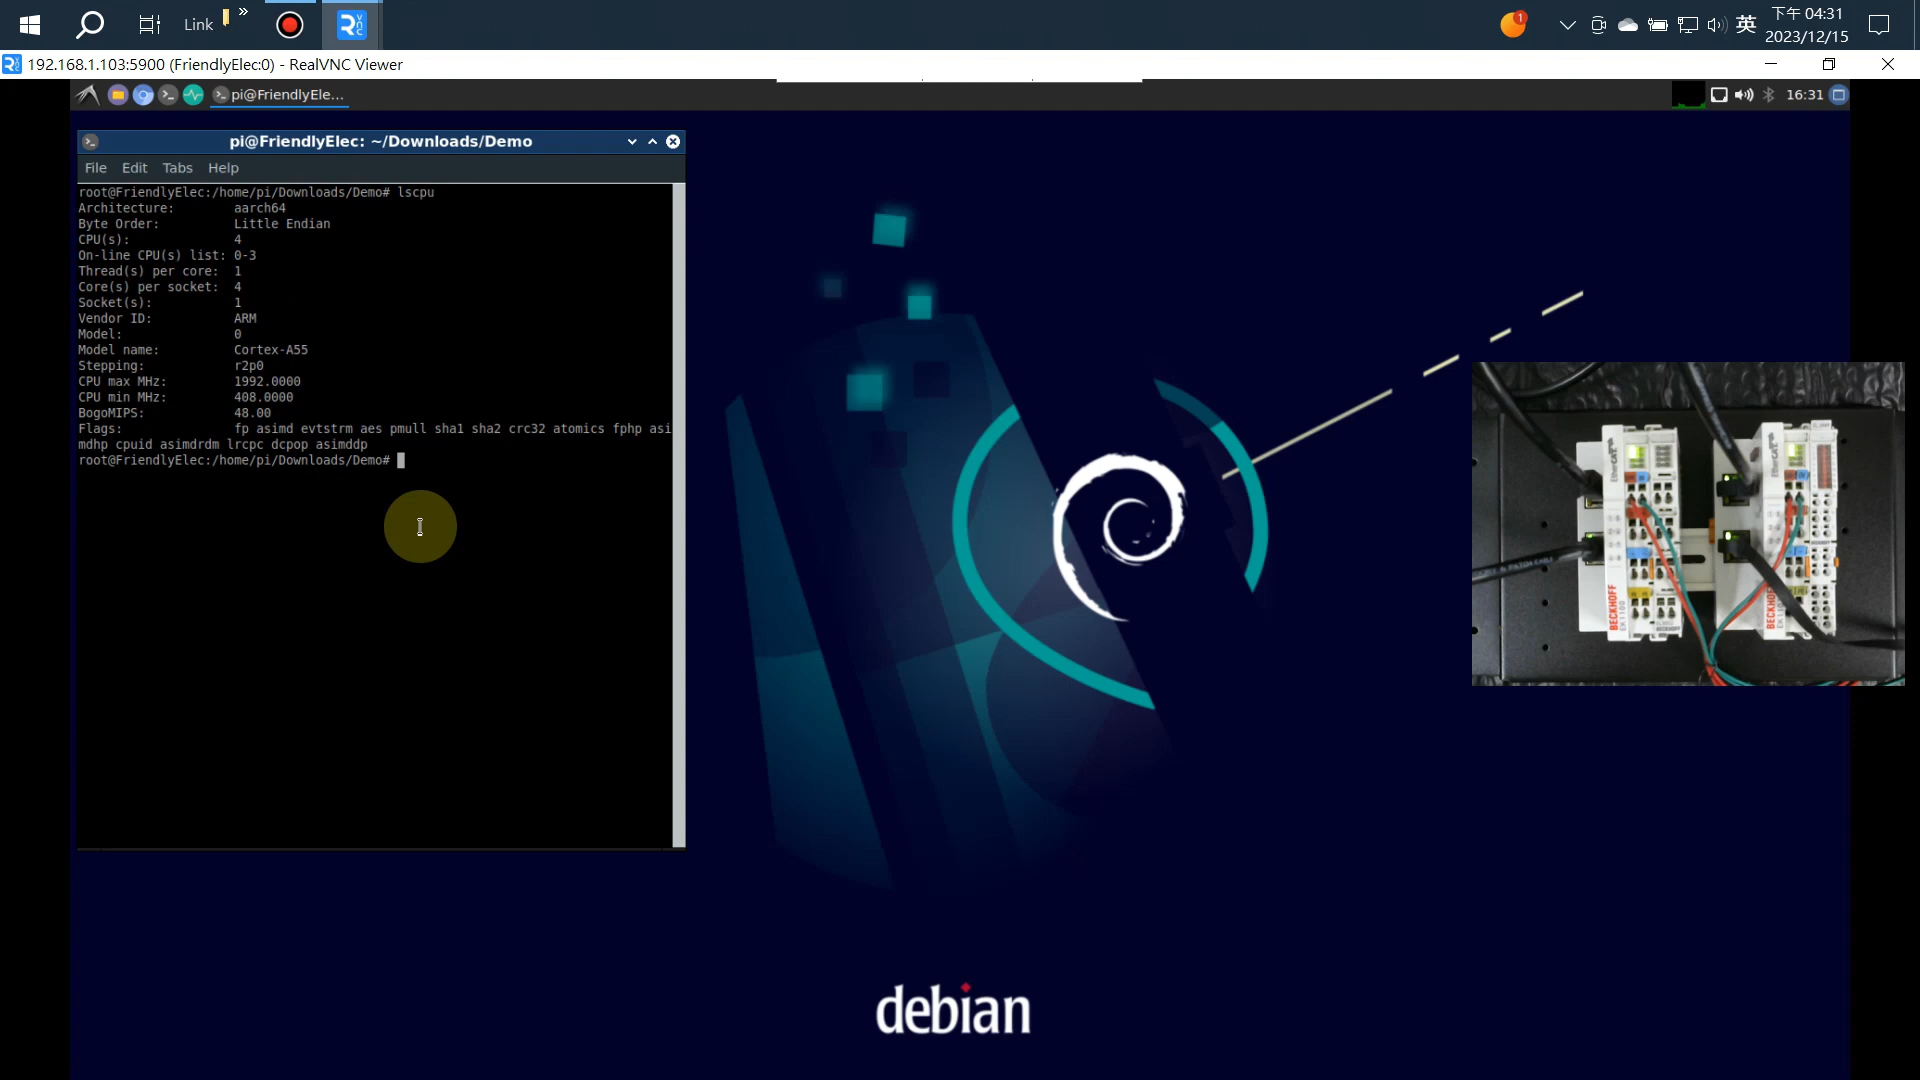 Link
»
1
英
下午 04:31
2023/12/15
192.168.1.103:5900 (FriendlyElec:0) - RealVNC Viewer
pi@FriendlyEle...
16:31
pi@FriendlyElec: ~/Downloads/Demo
File Edit Tabs Help
root@FriendlyElec:/home/pi/Downloads/Demo# lscpu
Architecture: aarch64
Byte Order: Little Endian
CPU(s): 4
On-line CPU(s) list: 0-3
Thread(s) per core: 1
Core(s) per socket: 4
Socket(s): 1
Vendor ID: ARM
Model: 0
Model name: Cortex-A55
Stepping: r2p0
CPU max MHz: 1992.0000
CPU min MHz: 408.0000
BogoMIPS: 48.00
Flags: fp asimd evtstrm aes pmull sha1 sha2 crc32 atomics fphp asi
mdhp cpuid asimdrdm lrcpc dcpop asimddp
root@FriendlyElec:/home/pi/Downloads/Demo#
EtherCAT
BECKHOFF
EK1100
EtherCAT
BECKHOFF
debian